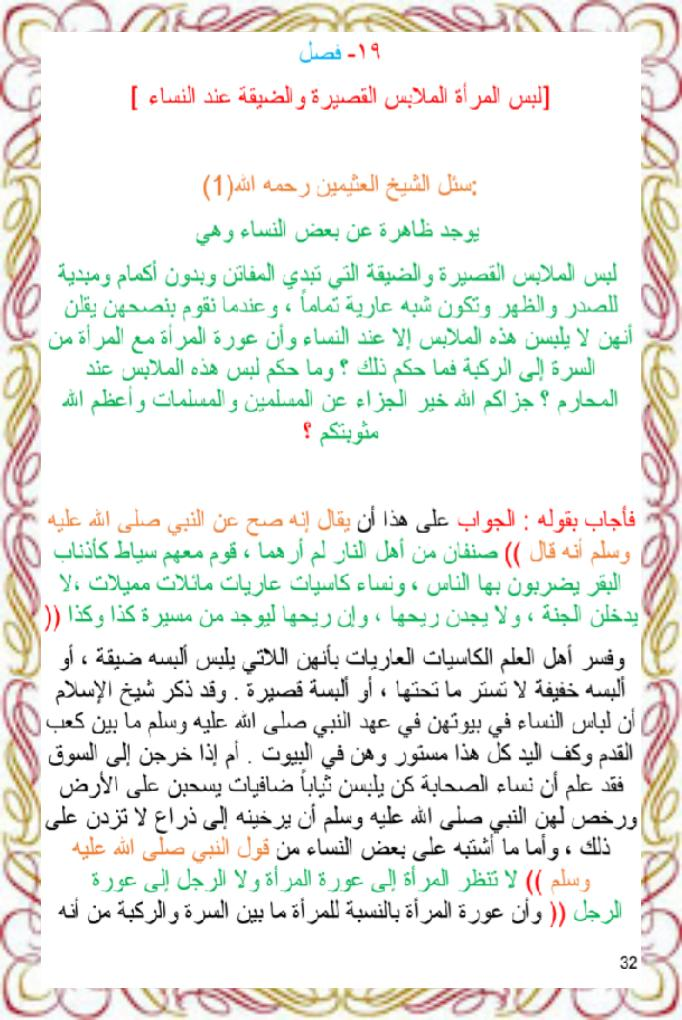 ١٩- فصل
[لبس المرأة الملابس القصيرة والضيقة عند النساء ]
:سئل الشيخ العثيمين رحمه الله(1)
يوجد ظاهرة عن بعض النساء وهي
لبس الملابس القصيرة والضيقة التي تبدي المفاتن وبدون أكمام ومبدية
للصدر والظهر وتكون شبه عارية تماماً ، وعندما نقوم بنصحهن يقلن
أنهن لا يلبسن هذه الملابس إلا عند النساء وأن عورة المرأة مع المرأة من
السرة إلى الركبة فما حكم ذلك ؟ وما حكم لبس هذه الملابس عند
المحارم ؟ جزاكم الله خير الجزاء عن المسلمين والمسلمات وأعظم الله
مثوبتكم ؟
فأجاب بقوله : الجواب على هذا أن يقال إنه صح عن النبي صلى الله عليه
وسلم أنه قال )) صنفان من أهل النار لم أرهما ، قوم معهم سياط كأذناب
البقر يضربون بها الناس ، ونساء كاسيات عاريات مائلات مميلات ،لا
يدخلن الجنة ، ولا يجدن ريحها ، وإن ريحها ليوجد من مسيرة كذا وكذا ((
وفسر أهل العلم الكاسيات العاريات بأنهن اللاتي يلبس ألبسه ضيقة ، أو
ألبسه خفيفة لا تستر ما تحتها ، أو ألبسة قصيرة . وقد ذكر شيخ الإسلام
أن لباس النساء في بيوتهن في عهد النبي صلى الله عليه وسلم ما بين كعب
القدم وكف اليد كل هذا مستور وهن في البيوت . أم إذا خرجن إلى السوق
فقد علم أن نساء الصحابة كن يلبسن ثياباً ضافيات يسحبن على الأرض
ورخص لهن النبي صلى الله عليه وسلم أن يرخينه إلى ذراع لا تزدن على
ذلك ، وأما ما أشتبه على بعض النساء من قول النبي صلى الله عليه
وسلم )) لا تنظر المرأة إلى عورة المرأة ولا الرجل إلى عورة
الرجل (( وأن عورة المرأة بالنسبة للمرأة ما بين السرة والركبة من أنه
32